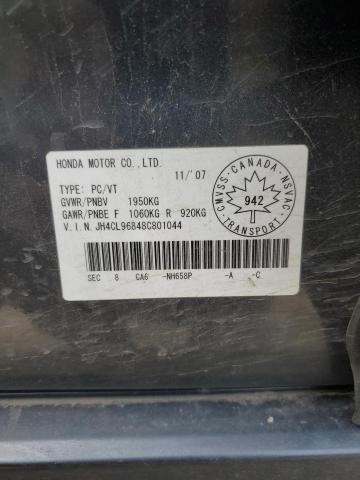 HONDA MOTOR CO.,LTD.
11/'07
TYPE: PC/VT
GVWR/PNBV 1950KG
GAWR/PNBE F 1060KG R 920KG
V.I.N. JH4CL96848C801044
SEC 8 CA6 -NH658P -A -C
CANADA
CMVSS NSVAC
942
TRANSPORT